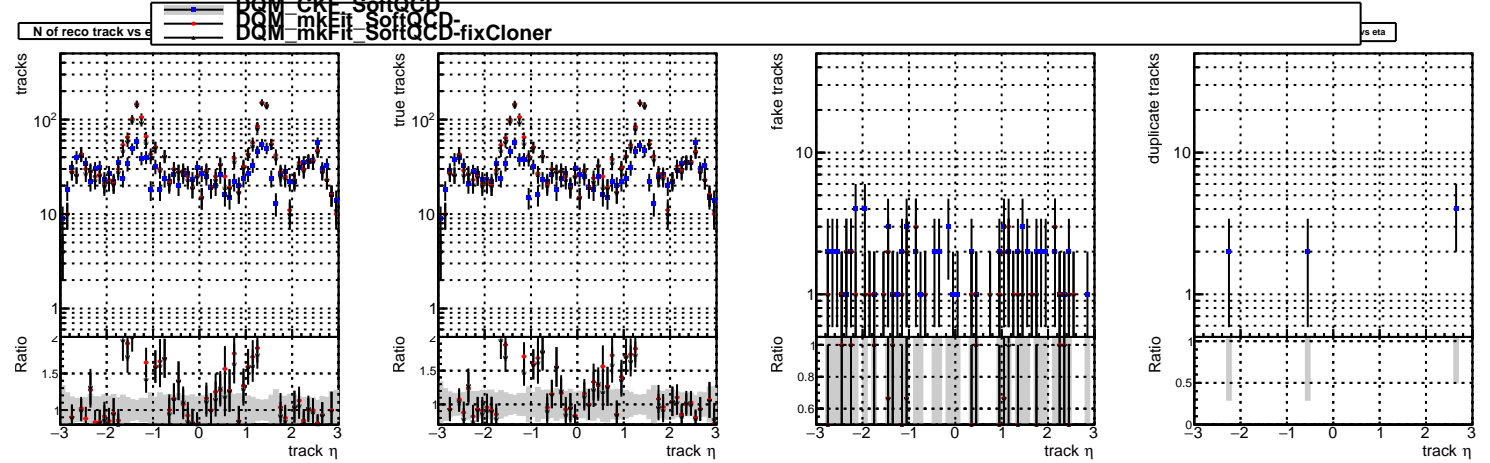 DQM_CKF_SoftQCD
DQM_mkFit_SoftQCD-
DQM_mkFit_SoftQCD-fixCloner
N of reco track vs e
vs eta
tracks
10²
10
1
Ratio
2
1.5
1
−3 −2 −1 0 1 2 3
track η
true tracks
10²
10
1
Ratio
2
1.5
1
−3 −2 −1 0 1 2 3
track η
fake tracks
10
1
Ratio
1
0.8
0.6
−3 −2 −1 0 1 2 3
track η
duplicate tracks
10
1
Ratio
1
0.5
0
−3 −2 −1 0 1 2 3
track η